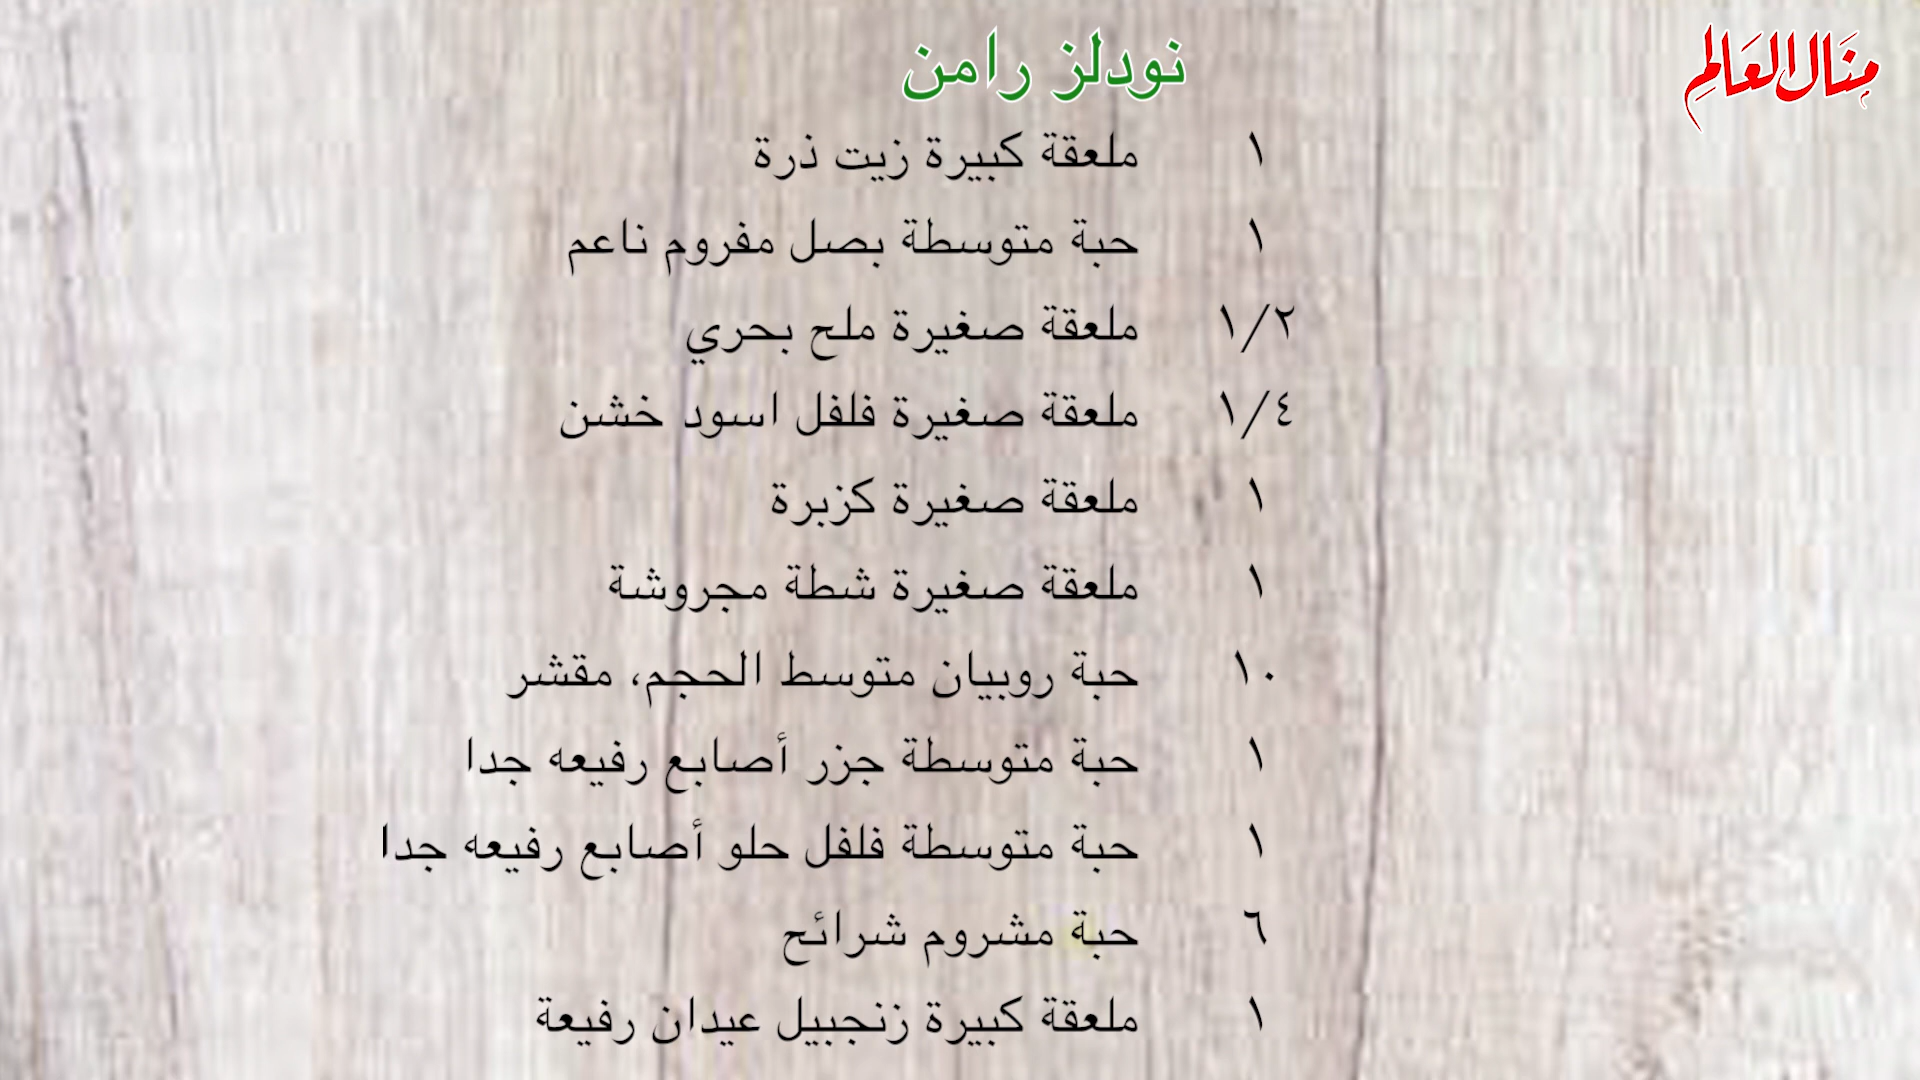 منال العالم
نودلز رامن
١ ملعقة كبيرة زيت ذرة
١ حبة متوسطة بصل مفروم ناعم
١/٢ ملعقة صغيرة ملح بحري
١/٤ ملعقة صغيرة فلفل اسود خشن
١ ملعقة صغيرة كزبرة
١ ملعقة صغيرة شطة مجروشة
١٠ حبة روبيان متوسط الحجم، مقشر
١ حبة متوسطة جزر أصابع رفيعه جدا
١ حبة متوسطة فلفل حلو أصابع رفيعه جدا
٦ حبة مشروم شرائح
١ ملعقة كبيرة زنجبيل عيدان رفيعة